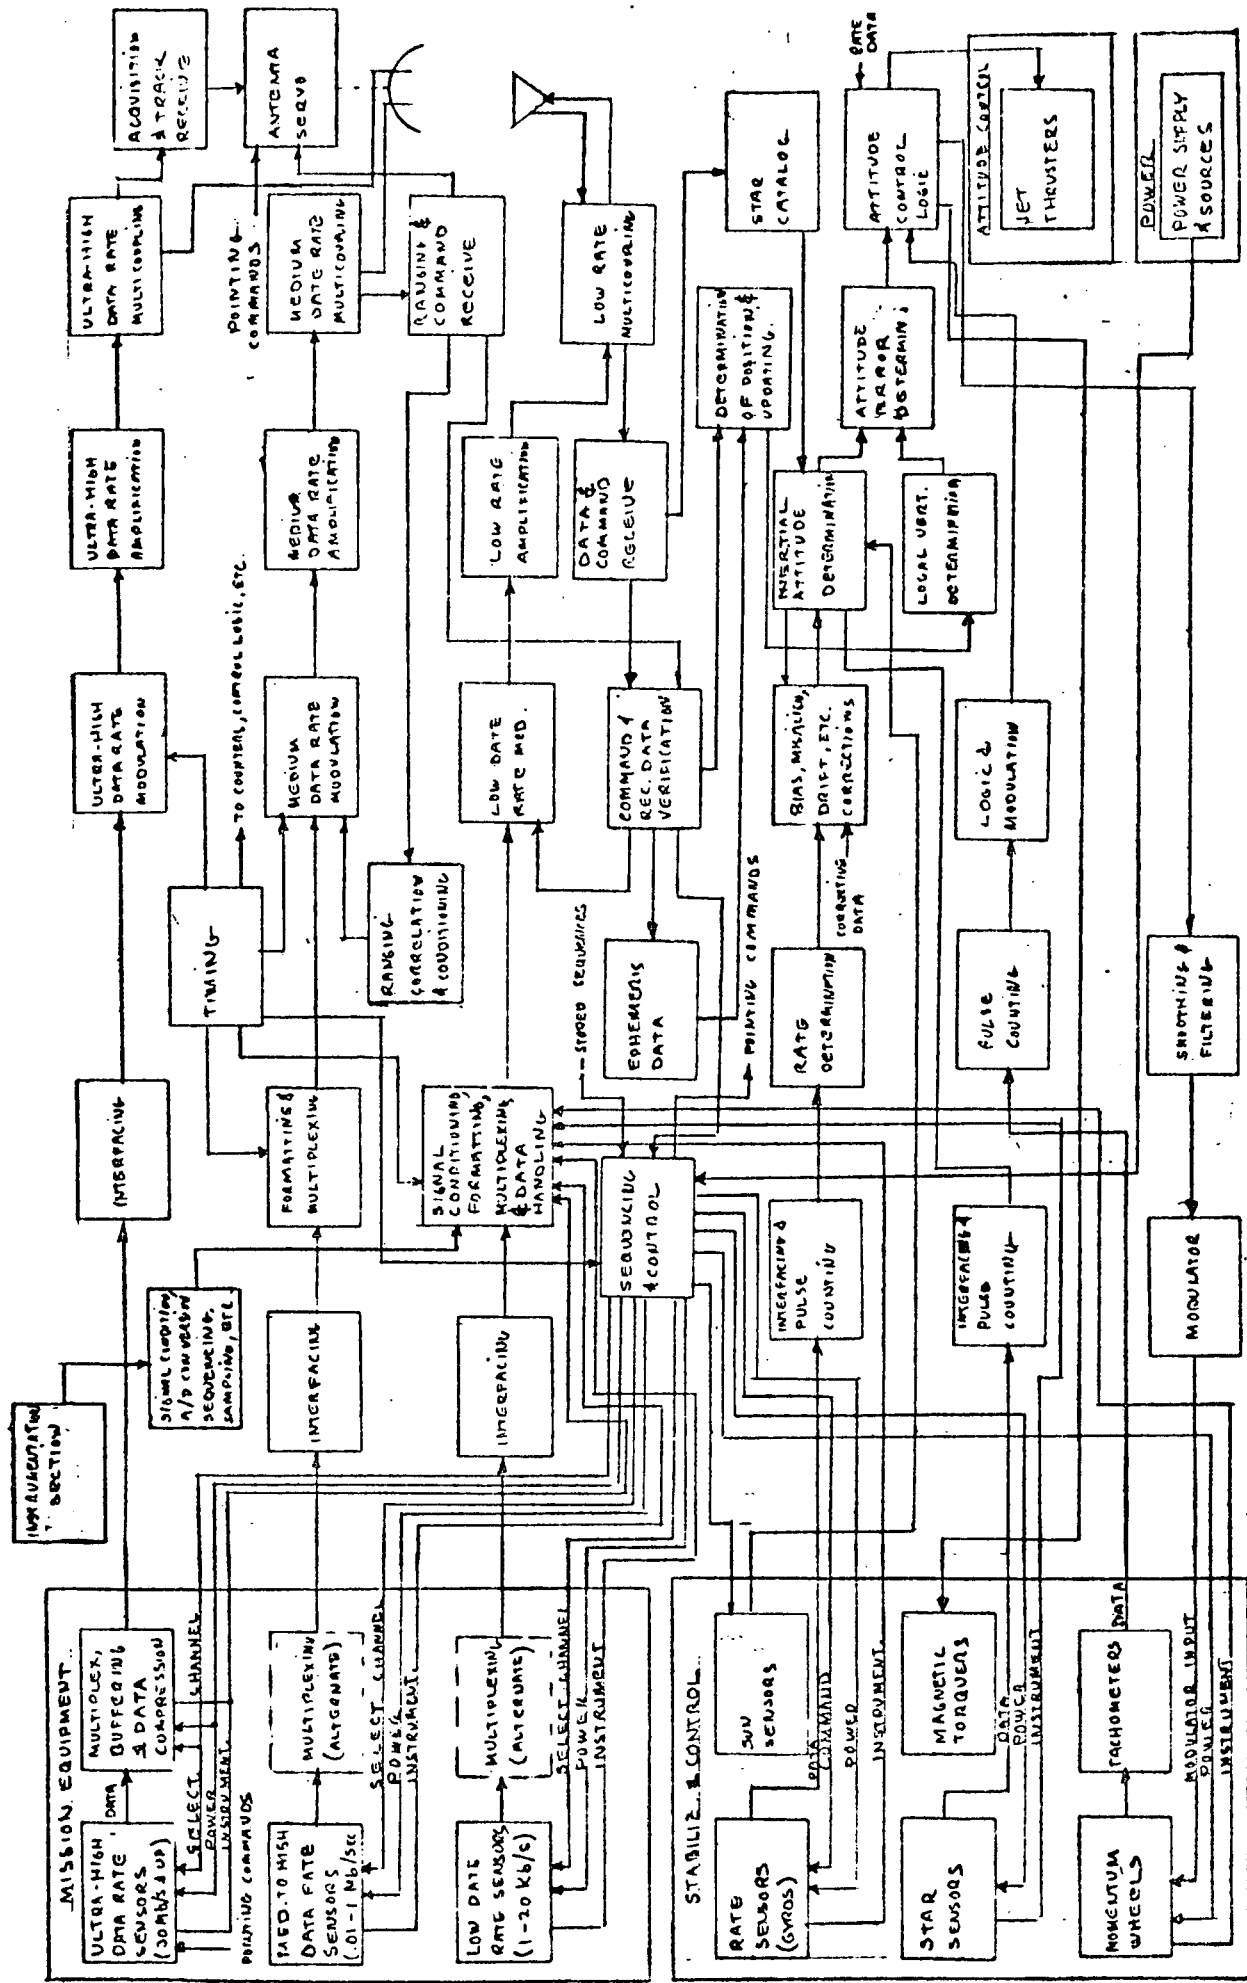 MISSION EQUIPMENT
ULTRA-HIGH
DATA RATE
SENSORS
DATA
MULTIPLEX,
BUFFERING
& DATA
COMPRESSION
SELECT CHANNEL
POWER
INSTRUMENT
POINTING COMMANDS
MED. TO HIGH
DATA RATE
SENSORS
(.01-1 Mb/SEC
MULTIPLEXING
(ALTERNATE)
SELECT CHANNEL
POWER
INSTRUMENT
LOW DATE
RATE SENSORS
(1-20 Kb/s)
MULTIPLEXING
(ALTERNATE)
SELECT CHANNEL
POWER
INSTRUMENT
INSTRUMENTATION
SECTION
SIGNAL CONDITION,
A/D CONVERSION
SEQUENCING,
SAMPLING, ETC.
INTERFACING
INTERFACING
INTERFACING
FORMATING &
MULTIPLEXING
SIGNAL
CONDITIONING,
FORMATTING,
MULTIPLEXING,
& DATA
HANDLING
TIMING
TO COUNTERS, CONTROL LOGIC, ETC.
RANGING
CORRELATION
& CONDITIONING
ULTRA-HIGH
DATA RATE
MODULATION
MEDIUM
DATA RATE
MODULATION
LOW DATE
RATE MOD.
ULTRA-HIGH
DATA RATE
AMPLIFICATION
MEDIUM
DATA RATE
AMPLIFICATION
LOW RATE
AMPLIFICATION
ULTRA-HIGH
DATA RATE
MULTICOUPLING
POINTING
COMMANDS
MEDIUM
DATE RATE
MULTICOUPLING
RANGING &
COMMAND
RECEIVE
LOW RATE
MULTICOUPLING
ACQUISITION
& TRACK
RECEIVE
ANTENNA
SERVO
DATA &
COMMAND
RECEIVE
COMMAND &
REC. DATA
VERIFICATION
STORED SEQUENCES
EPHEMERIS
DATA
POINTING COMMANDS
SEQUENCING
& CONTROL
DETERMINATION
OF POSITION &
UPDATING.
STAR
CATALOG
STABILIZ. & CONTROL
RATE
SENSORS
(GYROS)
SUN
SENSORS
DATA
COMMAND
POWER
INSTRUMENT
STAR
SENSORS
MAGNETIC
TORQUERS
DATA
POWER
INSTRUMENT
MOMENTUM
WHEELS
TACHOMETERS
DATA
MODULATOR INPUT
POWER
INSTRUMENT
INTERFACING &
PULSE
COUNTING
RATE
DETERMINATION
CORRECTING
DATA
BIAS, MISALIGN,
DRIFT, ETC.
CORRECTIONS
INERTIAL
ATTITUDE
DETERMINATION
LOCAL VERT.
ATTITUDE
ERROR
DETERMIN.
ATTITUDE
CONTROL
LOGIC
RATE
DATA
INTERFACING &
PULSE
COUNTING
PULSE
COUNTING
LOGIC &
MODULATION
ATTITUDE CONTROL
JET
THRUSTERS
MODULATOR
SMOOTHING &
FILTERING
POWER
POWER SUPPLY
& SOURCES